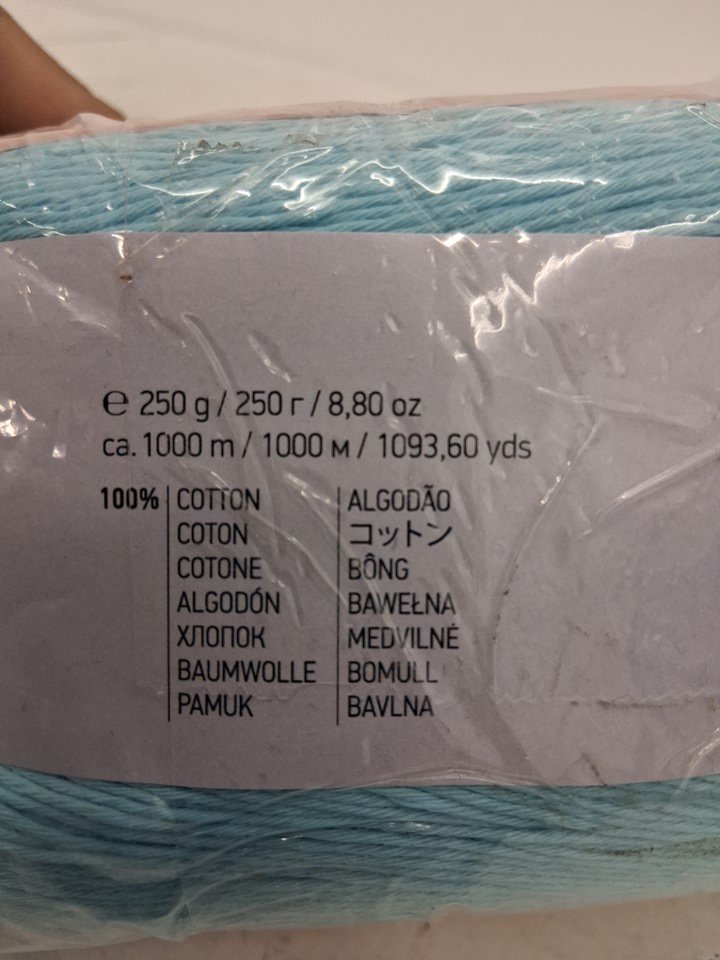 ℮ 250 g / 250 г / 8,80 oz
ca. 1000 m / 1000 м / 1093,60 yds
100% COTTON ALGODÃO
COTON コットン
COTONE BÔNG
ALGODÓN BAWEŁNA
ХЛОПОК MEDVILNĖ
BAUMWOLLE BOMULL
PAMUK BAVLNA